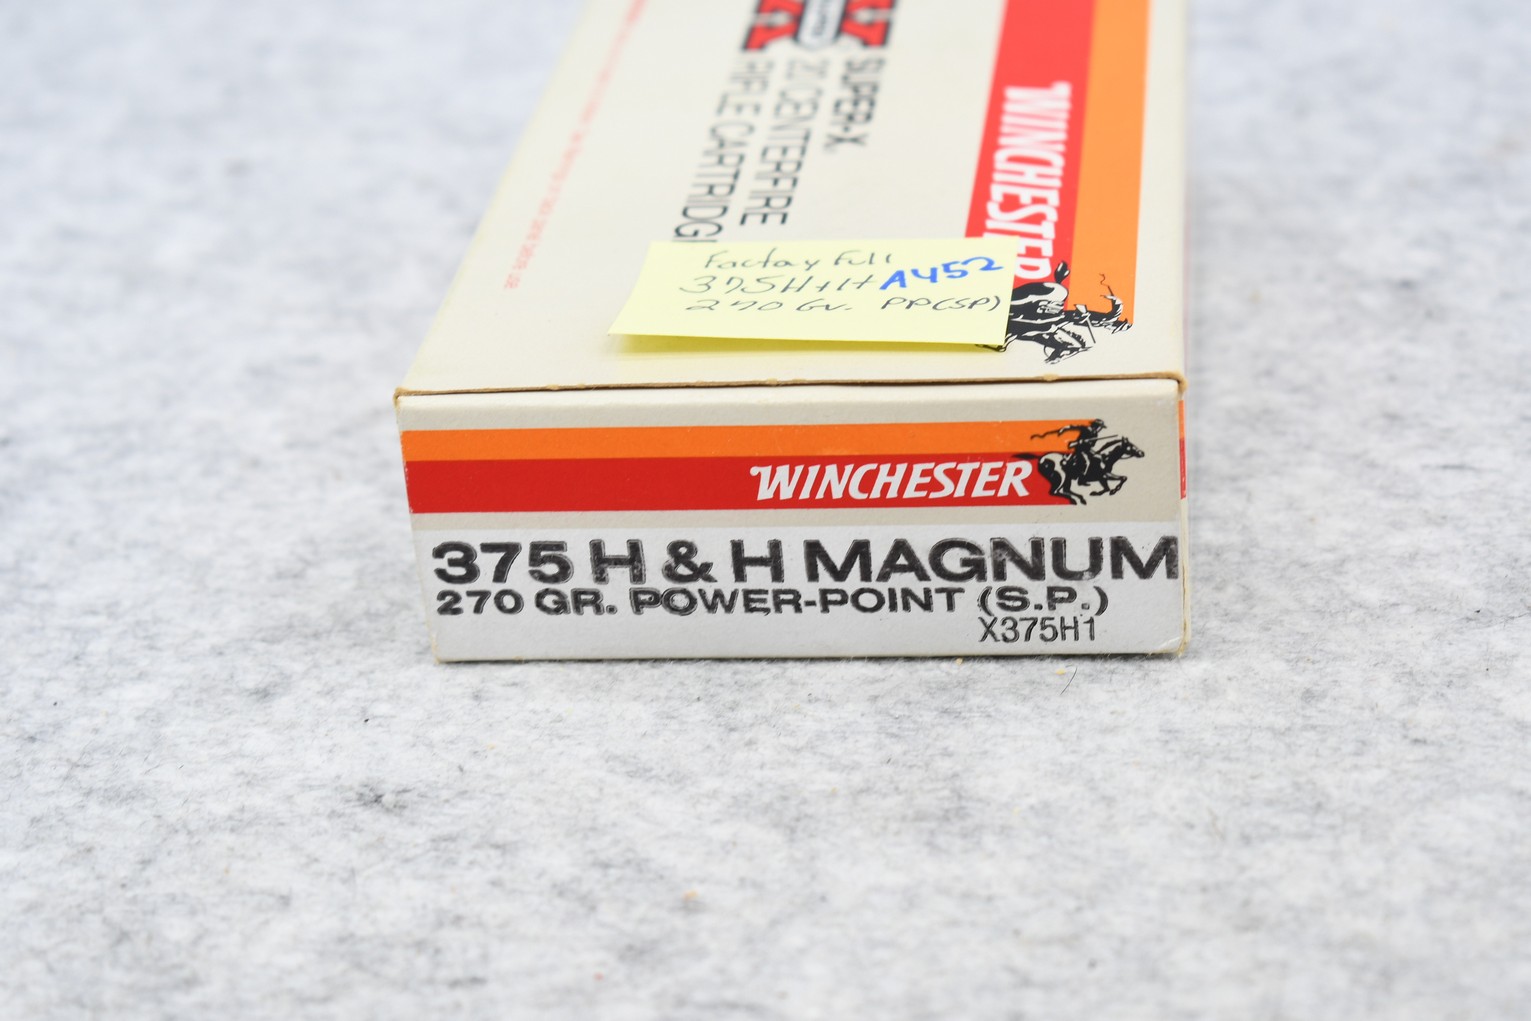 SUPER-X
20 CENTERFIRE
RIFLE CARTRIDG
WINCHESTER
Factory Full
375H+H A452
270 Gr. PP(SP)
WINCHESTER
375 H & H MAGNUM
270 GR. POWER-POINT (S.P.)
X375H1